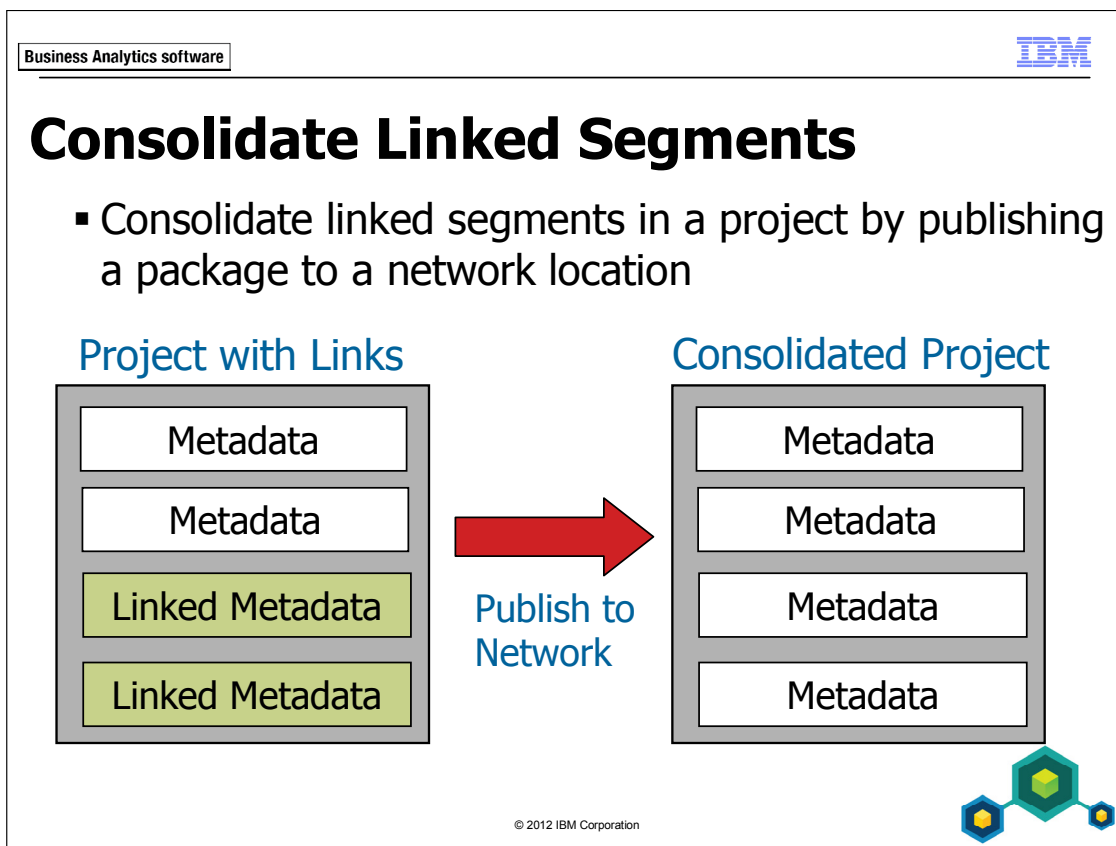 Business Analytics software
IBM
Consolidate Linked Segments
▪ Consolidate linked segments in a project by publishing
a package to a network location
Project with Links
Metadata
Metadata
Linked Metadata
Linked Metadata
Publish to
Network
Consolidated Project
Metadata
Metadata
Metadata
Metadata
© 2012 IBM Corporation